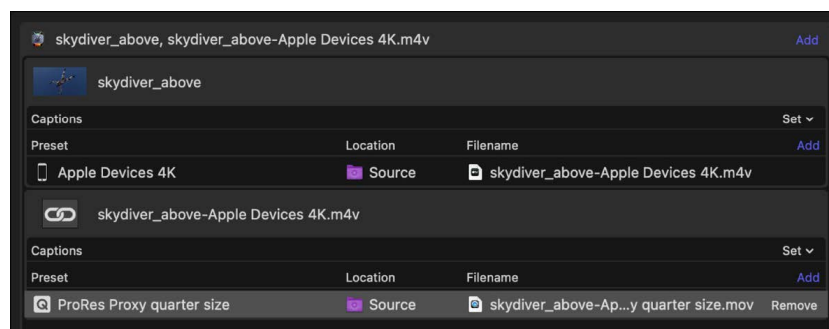 skydiver_above, skydiver_above-Apple Devices 4K.m4v Add
skydiver_above
Captions Set
Preset Location Filename Add
Apple Devices 4K Source skydiver_above-Apple Devices 4K.m4v
skydiver_above-Apple Devices 4K.m4v
Captions Set
Preset Location Filename Add
ProRes Proxy quarter size Source skydiver_above-Ap...y quarter size.mov Remove